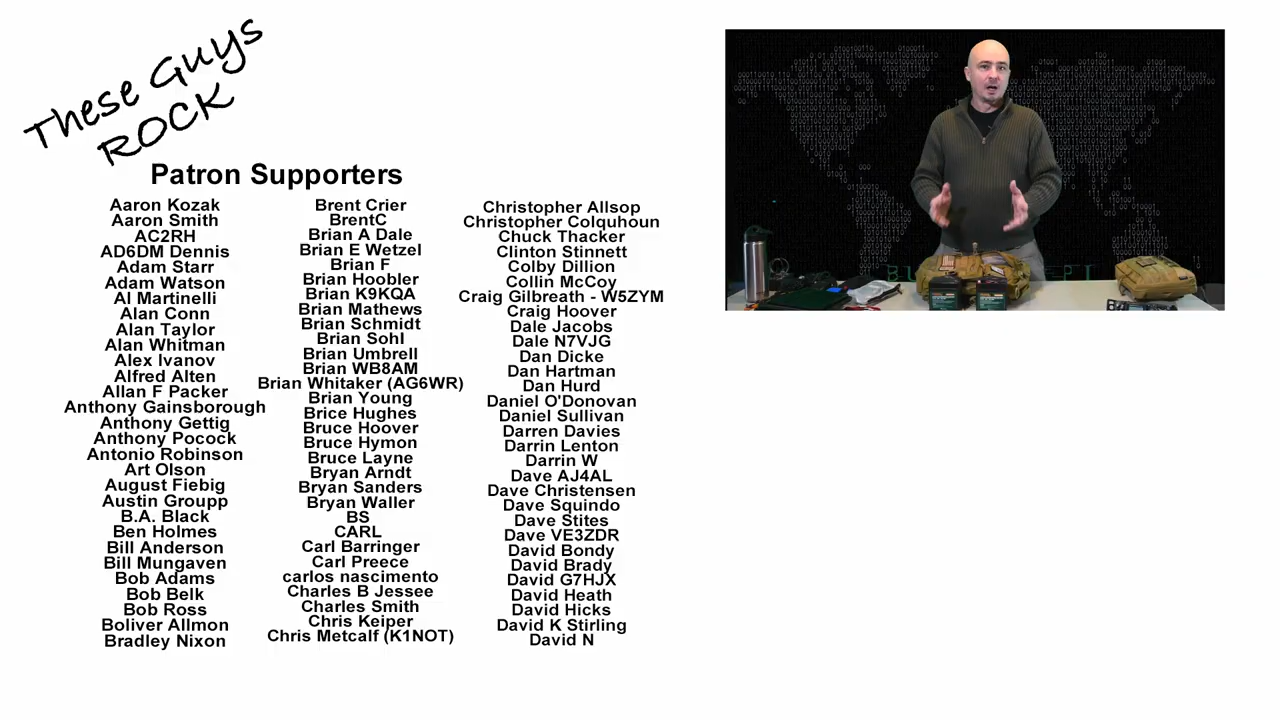 These Guys
ROCK
Patron Supporters
Aaron Kozak
Aaron Smith
AC2RH
AD6DM Dennis
Adam Starr
Adam Watson
Al Martinelli
Alan Conn
Alan Taylor
Alan Whitman
Alex Ivanov
Alfred Alten
Allan F Packer
Anthony Gainsborough
Anthony Gettig
Anthony Pocock
Antonio Robinson
Art Olson
August Fiebig
Austin Groupp
B.A. Black
Ben Holmes
Bill Anderson
Bill Mungaven
Bob Adams
Bob Belk
Bob Ross
Boliver Allmon
Bradley Nixon
Brent Crier
BrentC
Brian A Dale
Brian E Wetzel
Brian F
Brian Hoobler
Brian K9KQA
Brian Mathews
Brian Schmidt
Brian Sohl
Brian Umbrell
Brian WB8AM
Brian Whitaker (AG6WR)
Brian Young
Brice Hughes
Bruce Hoover
Bruce Hymon
Bruce Layne
Bryan Arndt
Bryan Sanders
Bryan Waller
BS
CARL
Carl Barringer
Carl Preece
carlos nascimento
Charles B Jessee
Charles Smith
Chris Keiper
Chris Metcalf (K1NOT)
Christopher Allsop
Christopher Colquhoun
Chuck Thacker
Clinton Stinnett
Colby Dillion
Collin McCoy
Craig Gilbreath - W5ZYM
Craig Hoover
Dale Jacobs
Dale N7VJG
Dan Dicke
Dan Hartman
Dan Hurd
Daniel O'Donovan
Daniel Sullivan
Darren Davies
Darrin Lenton
Darrin W
Dave AJ4AL
Dave Christensen
Dave Squindo
Dave Stites
Dave VE3ZDR
David Bondy
David Brady
David G7HJX
David Heath
David Hicks
David K Stirling
David N